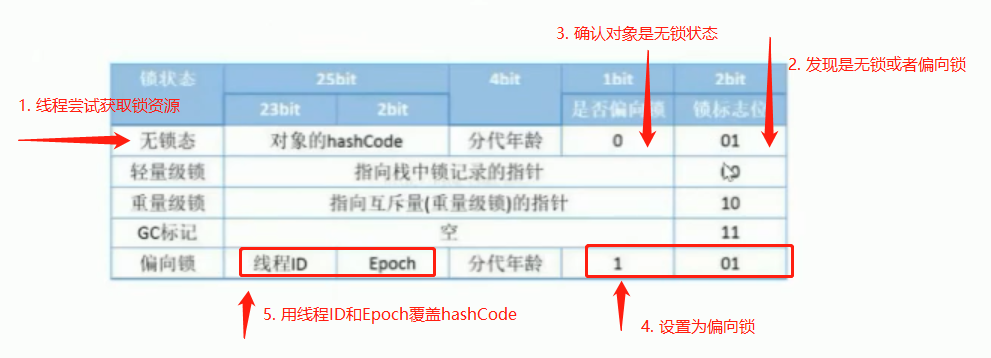 3. 确认对象是无锁状态
2. 发现是无锁或者偏向锁
1. 线程尝试获取锁资源
锁状态 25bit 4bit 1bit 2bit
23bit 2bit 是否偏向锁 锁标志位
无锁态 对象的hashCode 分代年龄 0 01
轻量级锁 指向栈中锁记录的指针
重量级锁 指向互斥量(重量级锁)的指针 10
GC标记 空 11
偏向锁 线程ID Epoch 分代年龄 1 01
5. 用线程ID和Epoch覆盖hashCode
4. 设置为偏向锁